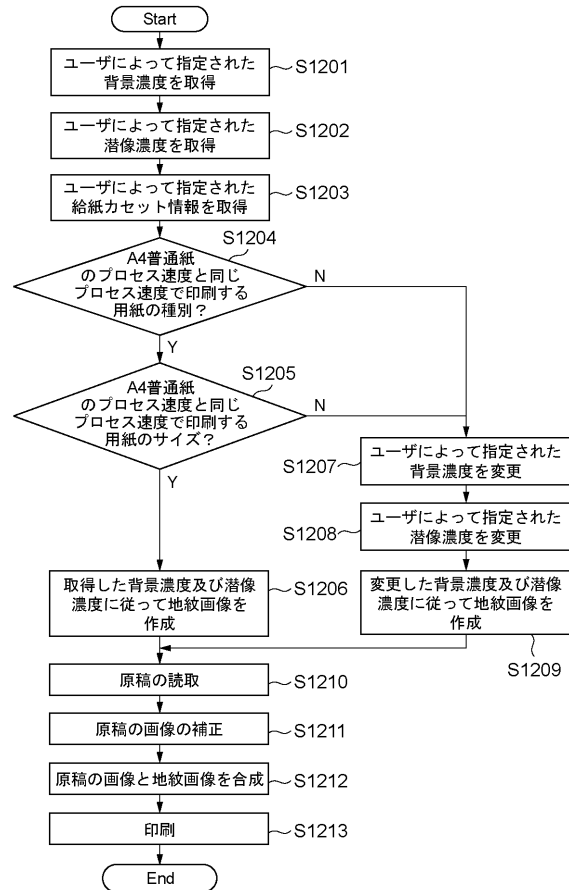 Start
ユーザによって指定された
背景濃度を取得
S1201
ユーザによって指定された
潜像濃度を取得
S1202
ユーザによって指定された
給紙カセット情報を取得
S1203
S1204
A4普通紙
のプロセス速度と同じ
プロセス速度で印刷する
用紙の種別？
N
Y
S1205
A4普通紙
のプロセス速度と同じ
プロセス速度で印刷する
用紙のサイズ？
N
Y
S1207
ユーザによって指定された
背景濃度を変更
S1208
ユーザによって指定された
潜像濃度を変更
取得した背景濃度及び潜像
濃度に従って地紋画像を
作成
S1206
変更した背景濃度及び潜像
濃度に従って地紋画像を
作成
S1209
原稿の読取
S1210
原稿の画像の補正
S1211
原稿の画像と地紋画像を合成
S1212
印刷
S1213
End